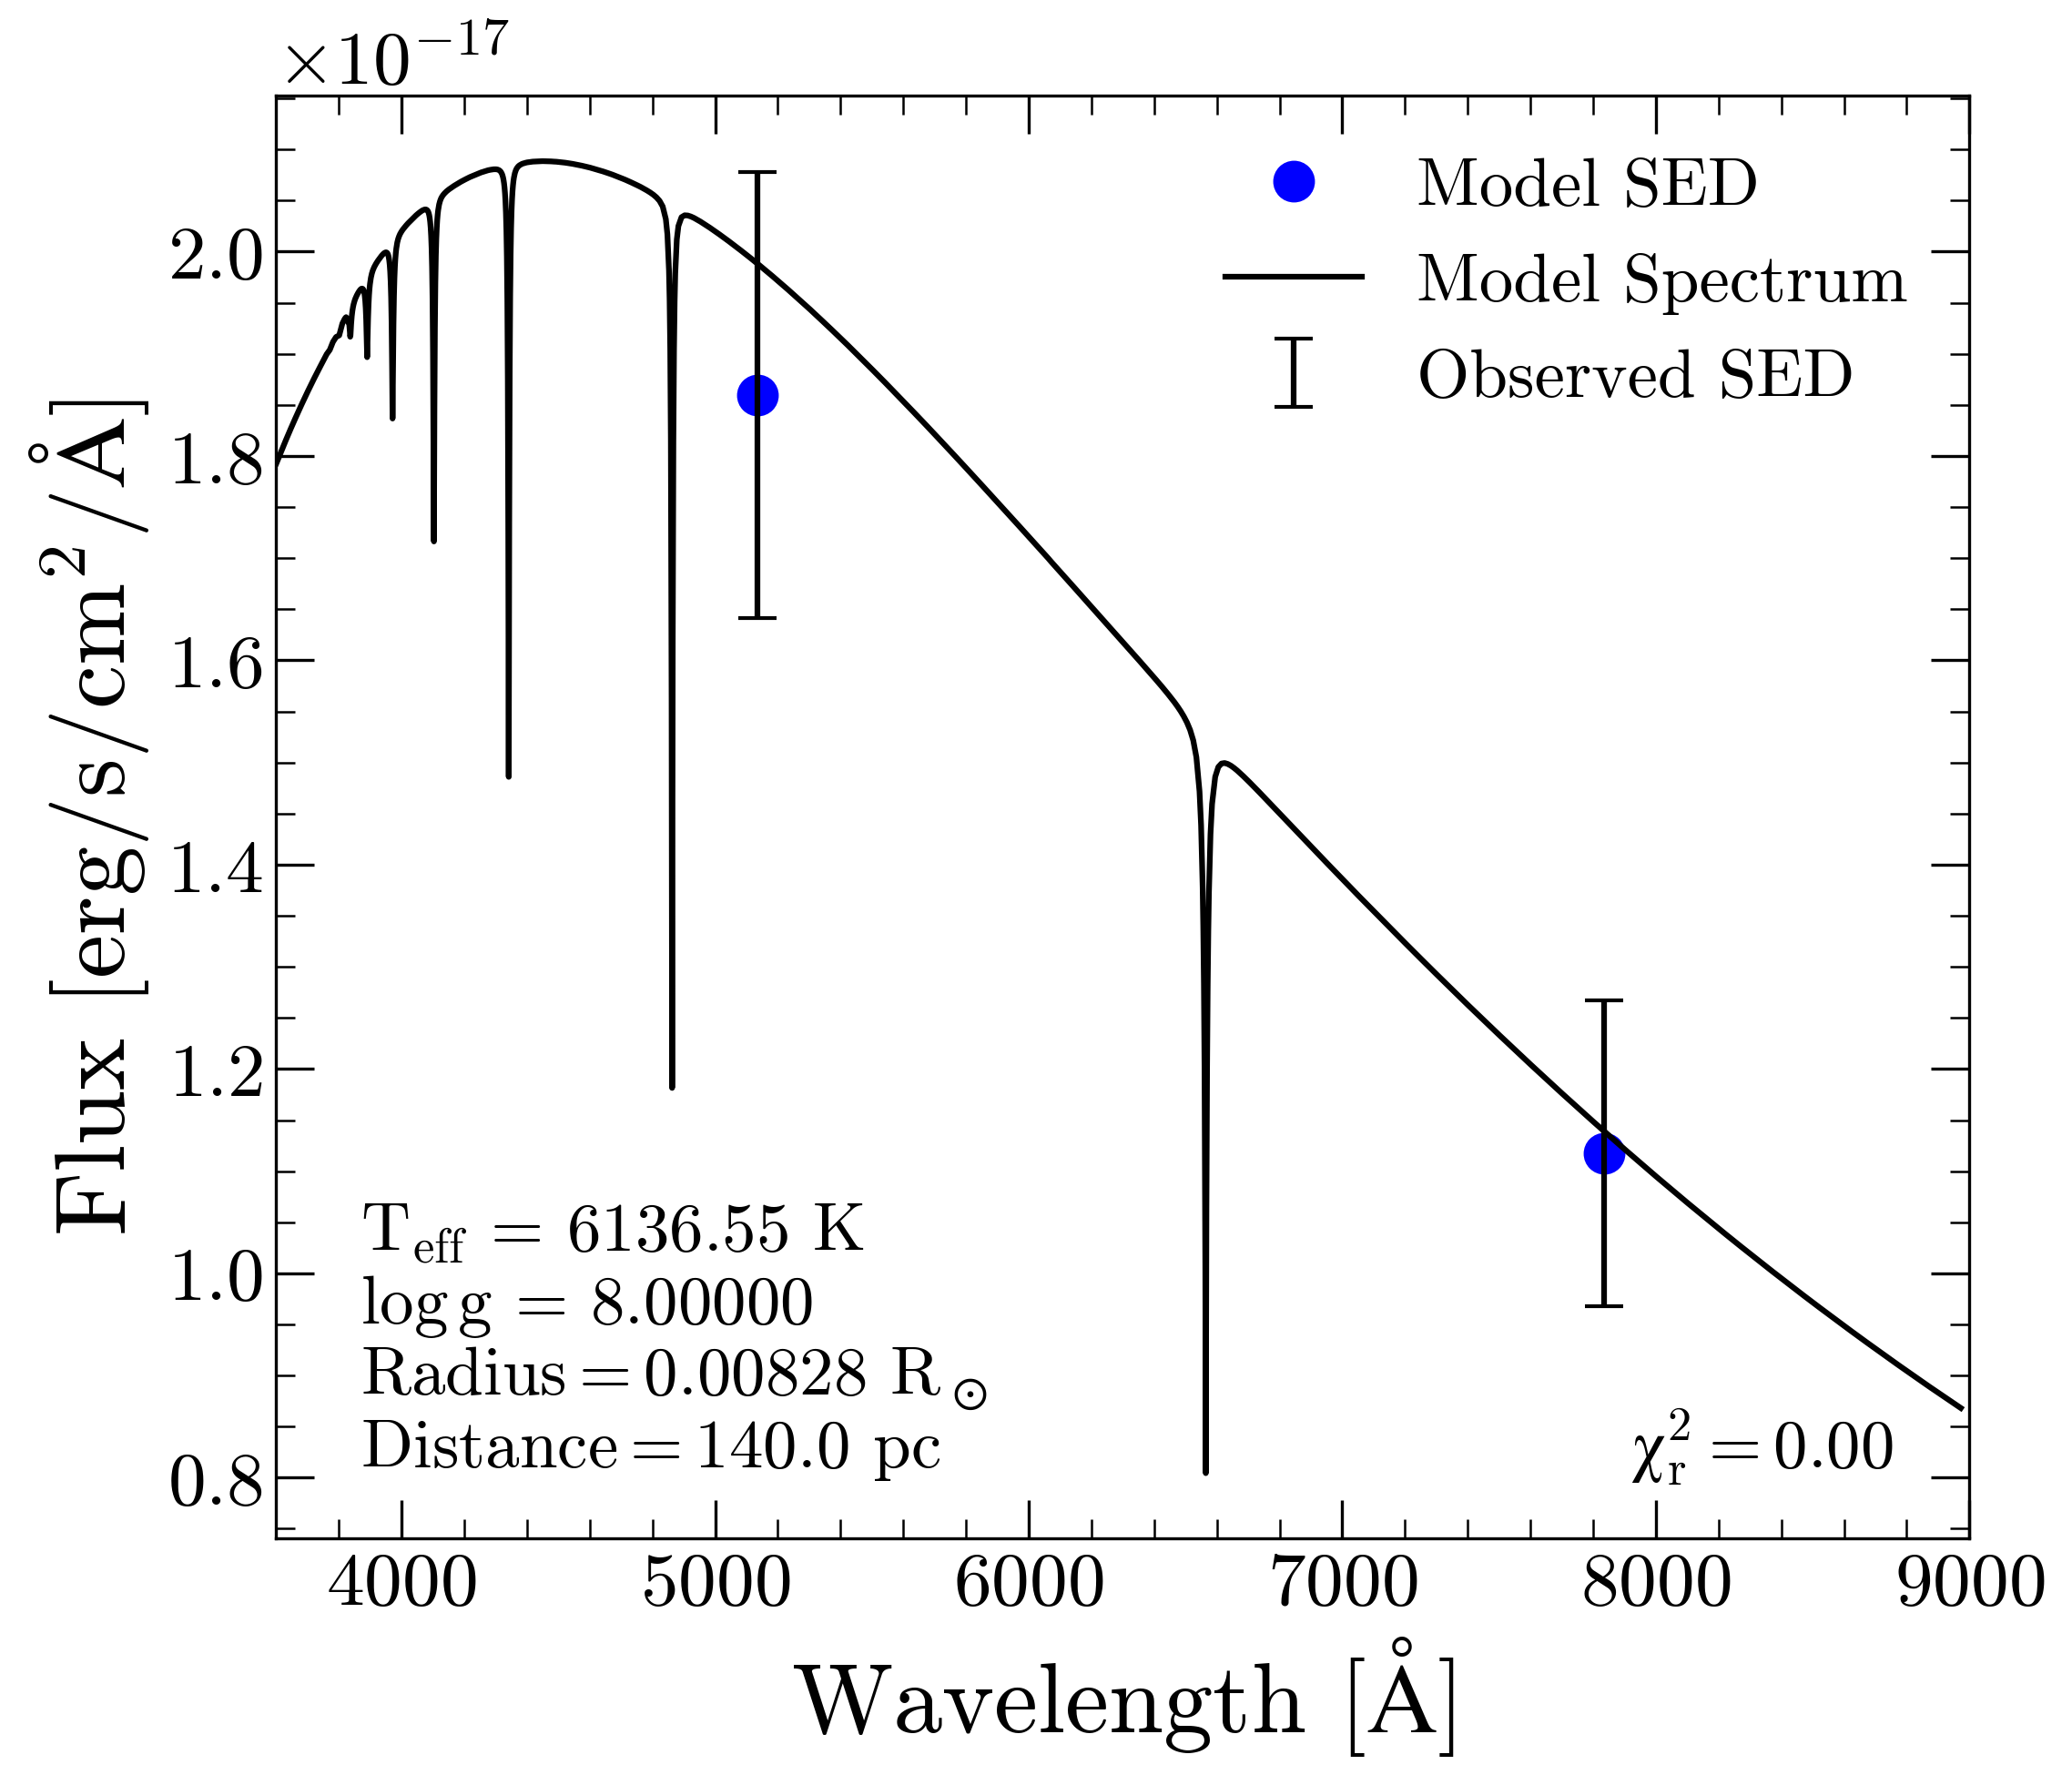 ×10⁻¹⁷
Model SED
Model Spectrum
Observed SED
2.0
1.8
1.6
1.4
1.2
1.0
0.8
Flux [erg/s/cm²/Å]
T_eff = 6136.55 K
log g = 8.00000
Radius = 0.00828 R_⊙
Distance = 140.0 pc
χ²_r = 0.00
4000 5000 6000 7000 8000 9000
Wavelength [Å]